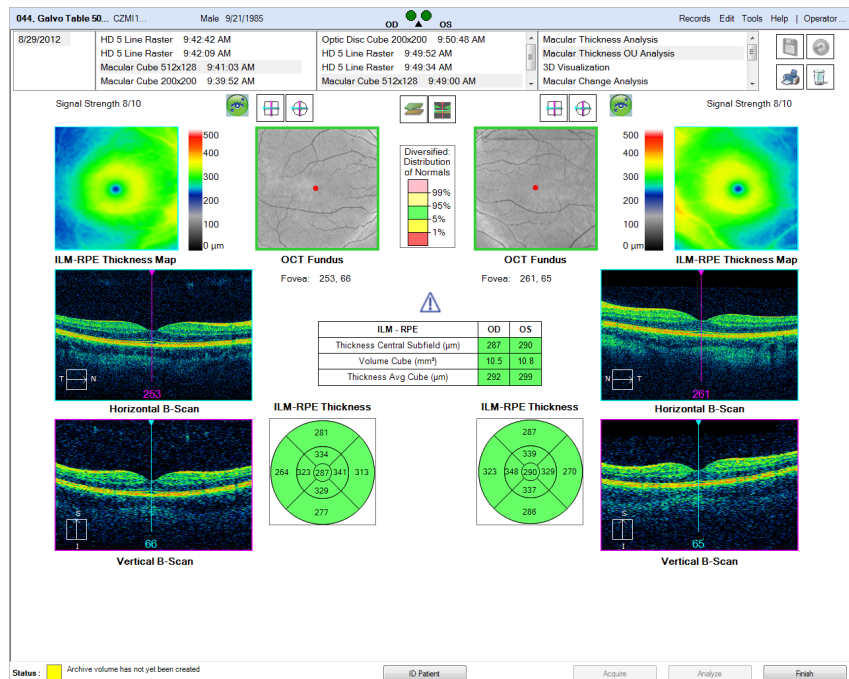 044, Galvo Table 50... CZMI1... Male 9/21/1985 OD OS Records Edit Tools Help | Operator...
8/29/2012
HD 5 Line Raster 9:42:42 AM
HD 5 Line Raster 9:42:09 AM
Macular Cube 512x128 9:41:03 AM
Macular Cube 200x200 9:39:52 AM
Optic Disc Cube 200x200 9:50:48 AM
HD 5 Line Raster 9:49:52 AM
HD 5 Line Raster 9:49:34 AM
Macular Cube 512x128 9:49:00 AM
Macular Thickness Analysis
Macular Thickness OU Analysis
3D Visualization
Macular Change Analysis
Signal Strength 8/10
Signal Strength 8/10
500
400
300
200
100
0 µm
ILM-RPE Thickness Map
OCT Fundus
Fovea: 253, 66
Diversified:
Distribution
of Normals
99%
95%
5%
1%
OCT Fundus
Fovea: 261, 65
500
400
300
200
100
0 µm
ILM-RPE Thickness Map
ILM - RPE OD OS
Thickness Central Subfield (µm) 287 290
Volume Cube (mm³) 10.5 10.8
Thickness Avg Cube (µm) 292 299
T N
253
Horizontal B-Scan
N T
261
Horizontal B-Scan
ILM-RPE Thickness
281
334
264 323 287 341 313
329
277
ILM-RPE Thickness
287
339
323 348 290 329 270
337
286
S
I
66
Vertical B-Scan
S
I
65
Vertical B-Scan
Status : Archive volume has not yet been created
ID Patient
Acquire
Analyze
Finish